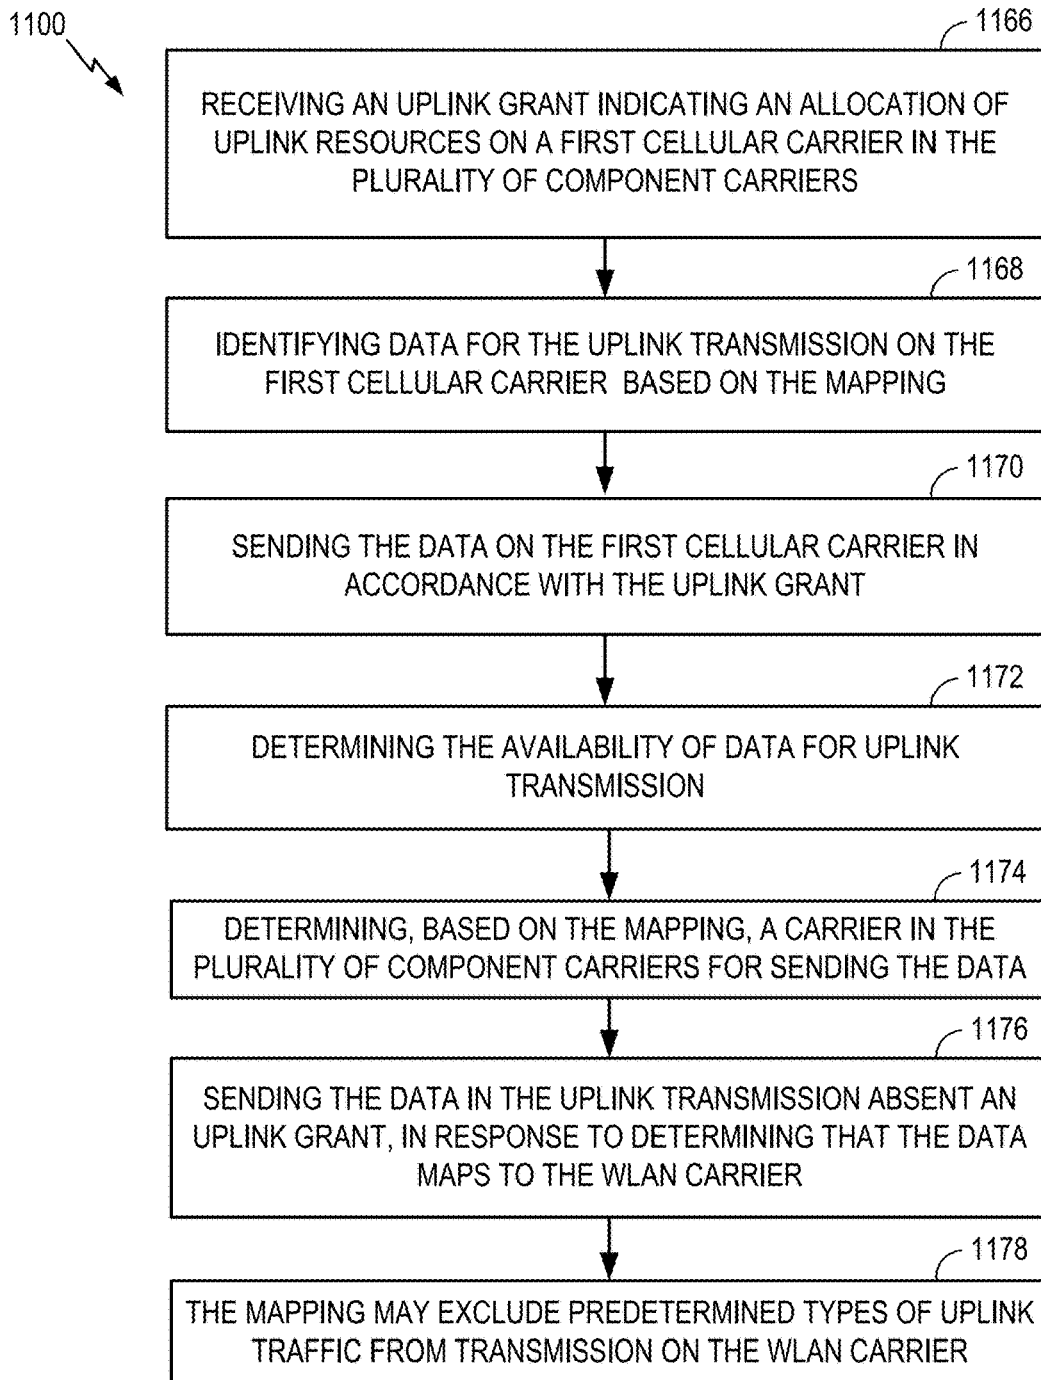 1100
1166
RECEIVING AN UPLINK GRANT INDICATING AN ALLOCATION OF
UPLINK RESOURCES ON A FIRST CELLULAR CARRIER IN THE
PLURALITY OF COMPONENT CARRIERS
1168
IDENTIFYING DATA FOR THE UPLINK TRANSMISSION ON THE
FIRST CELLULAR CARRIER BASED ON THE MAPPING
1170
SENDING THE DATA ON THE FIRST CELLULAR CARRIER IN
ACCORDANCE WITH THE UPLINK GRANT
1172
DETERMINING THE AVAILABILITY OF DATA FOR UPLINK
TRANSMISSION
1174
DETERMINING, BASED ON THE MAPPING, A CARRIER IN THE
PLURALITY OF COMPONENT CARRIERS FOR SENDING THE DATA
1176
SENDING THE DATA IN THE UPLINK TRANSMISSION ABSENT AN
UPLINK GRANT, IN RESPONSE TO DETERMINING THAT THE DATA
MAPS TO THE WLAN CARRIER
1178
THE MAPPING MAY EXCLUDE PREDETERMINED TYPES OF UPLINK
TRAFFIC FROM TRANSMISSION ON THE WLAN CARRIER